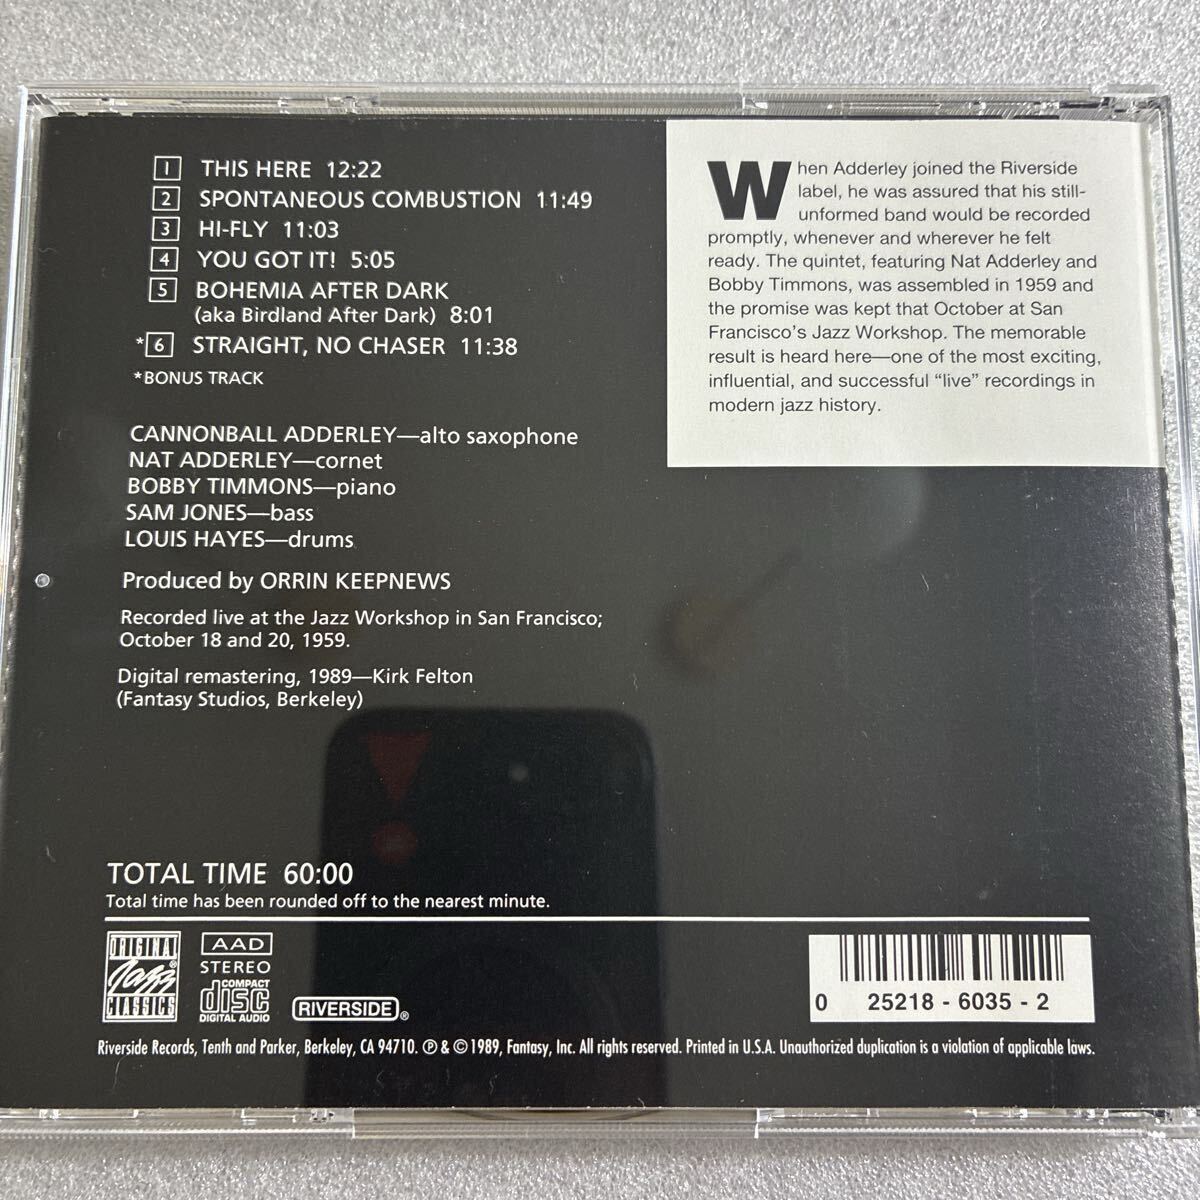 1 THIS HERE 12:22
2 SPONTANEOUS COMBUSTION 11:49
3 HI-FLY 11:03
4 YOU GOT IT! 5:05
5 BOHEMIA AFTER DARK
(aka Birdland After Dark) 8:01
*6 STRAIGHT, NO CHASER 11:38
*BONUS TRACK
CANNONBALL ADDERLEY—alto saxophone
NAT ADDERLEY—cornet
BOBBY TIMMONS—piano
SAM JONES—bass
LOUIS HAYES—drums
Produced by ORRIN KEEPNEWS
Recorded live at the Jazz Workshop in San Francisco;
October 18 and 20, 1959.
Digital remastering, 1989—Kirk Felton
(Fantasy Studios, Berkeley)
When Adderley joined the Riverside
label, he was assured that his still-
unformed band would be recorded
promptly, whenever and wherever he felt
ready. The quintet, featuring Nat Adderley and
Bobby Timmons, was assembled in 1959 and
the promise was kept that October at San
Francisco's Jazz Workshop. The memorable
result is heard here—one of the most exciting,
influential, and successful "live" recordings in
modern jazz history.
TOTAL TIME 60:00
Total time has been rounded off to the nearest minute.
ORIGINAL
Jazz®
CLASSICS
AAD
STEREO
COMPACT
disc
DIGITAL AUDIO
RIVERSIDE®
0 25218-6035-2
Riverside Records, Tenth and Parker, Berkeley, CA 94710. ℗ & © 1989, Fantasy, Inc. All rights reserved. Printed in U.S.A. Unauthorized duplication is a violation of applicable laws.